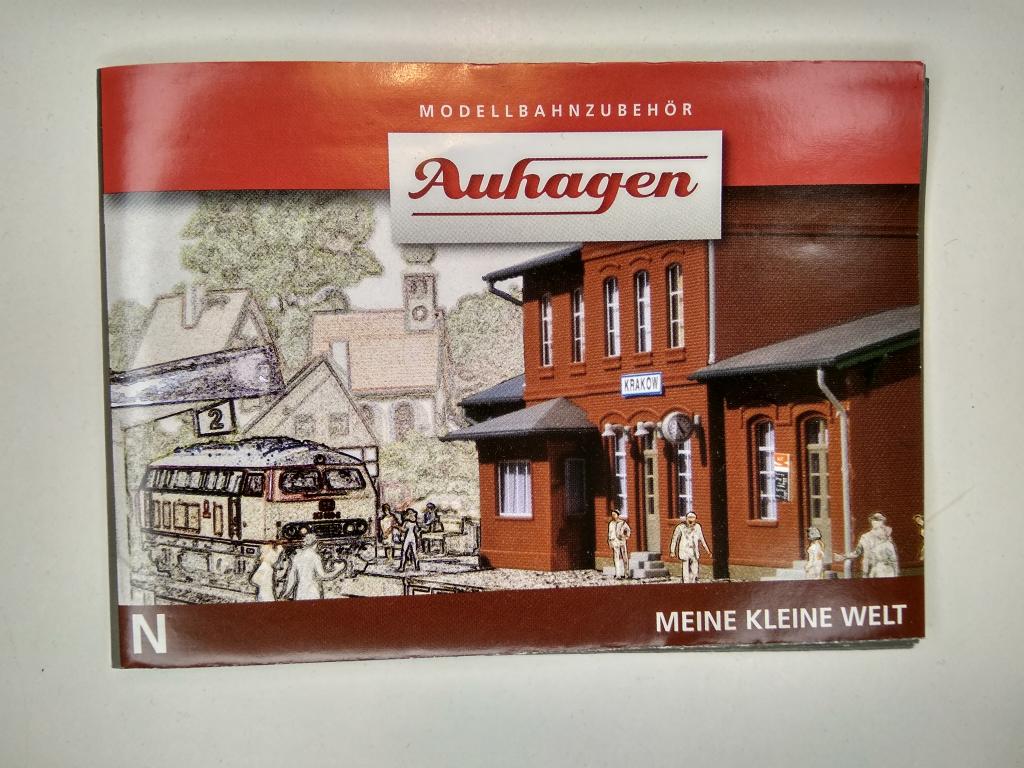 MODELLBAHNZUBEHÖR
Auhagen
KRAKOW
2
N
MEINE KLEINE WELT